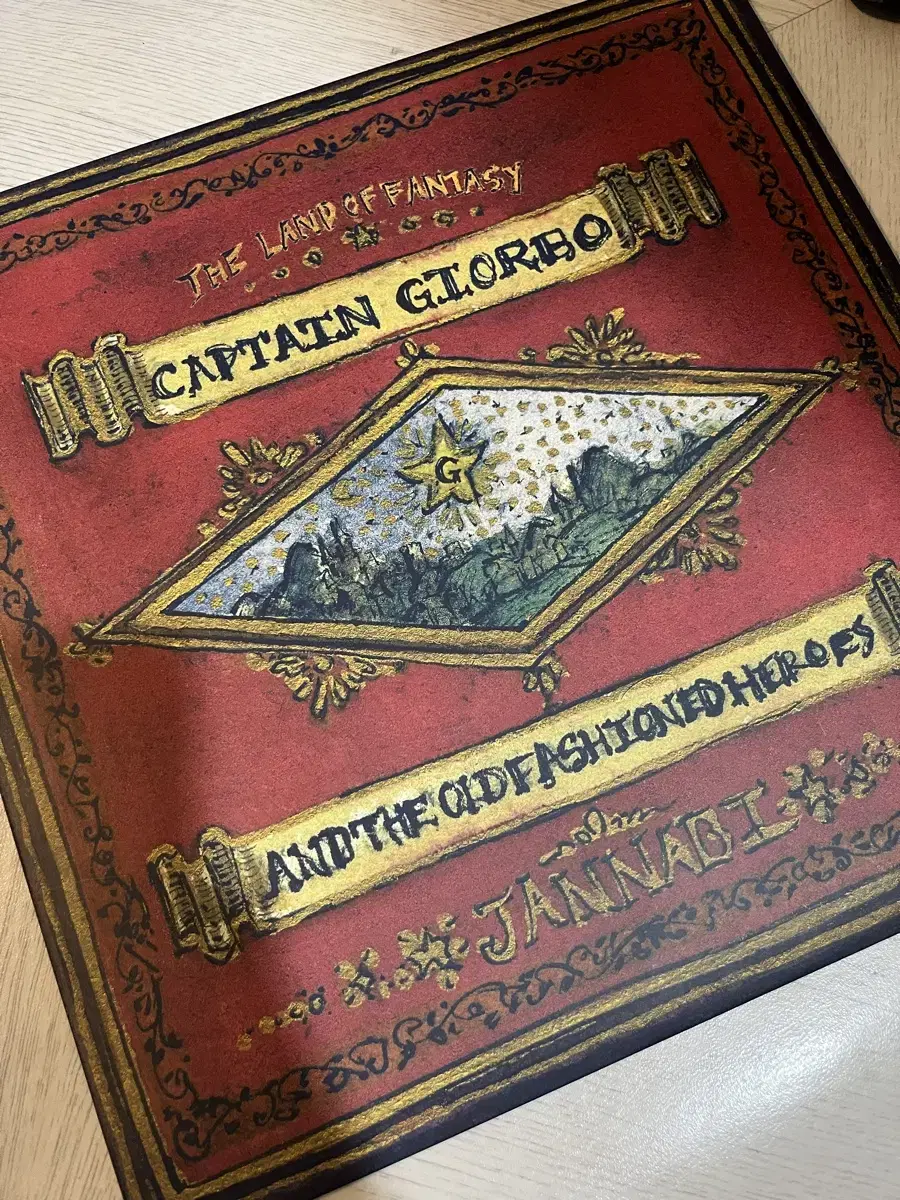 THE LAND OF FANTASY
CAPTAIN GIORBO
G
AND THE OLD FASHIONED HEROES
JANNABI